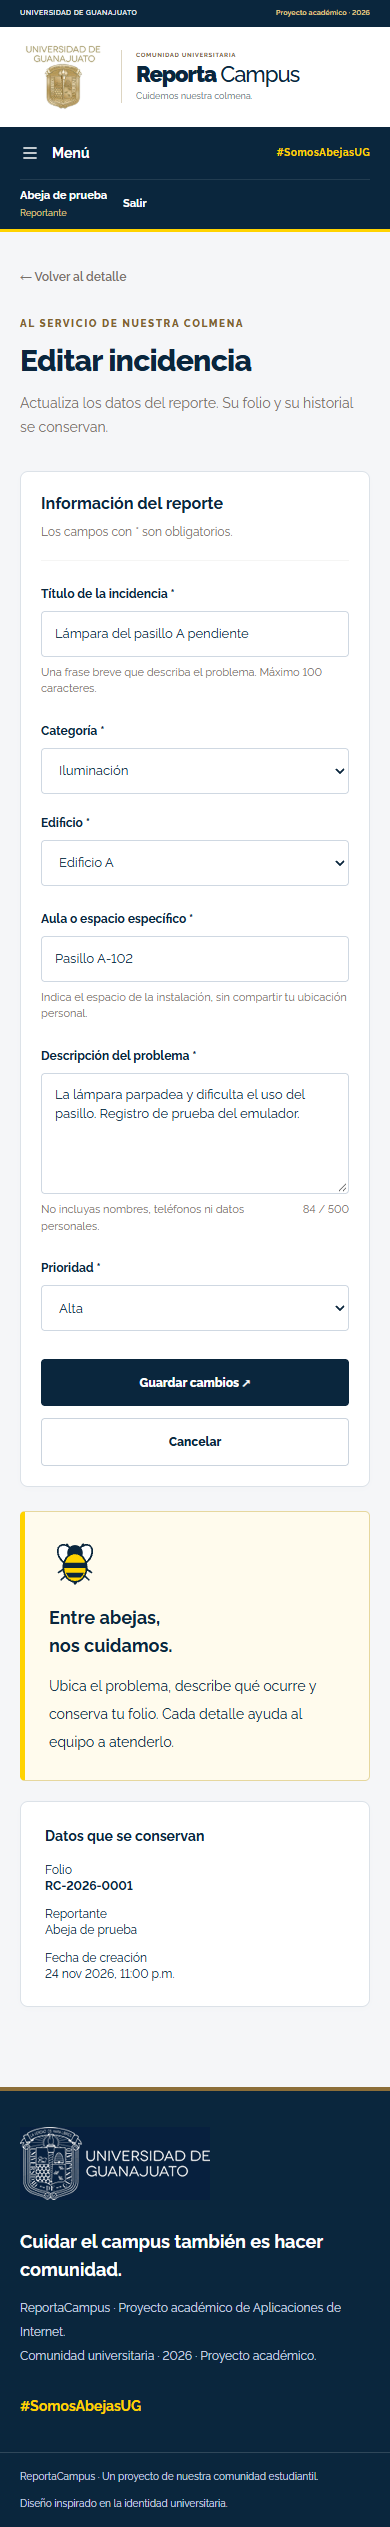 UNIVERSIDAD DE GUANAJUATO
Proyecto académico · 2026
UNIVERSIDAD DE
GUANAJUATO
COMUNIDAD UNIVERSITARIA
Reporta Campus
Cuidemos nuestra colmena.
Menú
#SomosAbejasUG
Abeja de prueba
Reportante
Salir
← Volver al detalle
AL SERVICIO DE NUESTRA COLMENA
Editar incidencia
Actualiza los datos del reporte. Su folio y su historial
se conservan.
Información del reporte
Los campos con * son obligatorios.
Título de la incidencia *
Lámpara del pasillo A pendiente
Una frase breve que describa el problema. Máximo 100
caracteres.
Categoría *
Iluminación
Edificio *
Edificio A
Aula o espacio específico *
Pasillo A-102
Indica el espacio de la instalación, sin compartir tu ubicación
personal.
Descripción del problema *
La lámpara parpadea y dificulta el uso del
pasillo. Registro de prueba del emulador.
No incluyas nombres, teléfonos ni datos
personales.
84 / 500
Prioridad *
Alta
Guardar cambios ↗
Cancelar
Entre abejas,
nos cuidamos.
Ubica el problema, describe qué ocurre y
conserva tu folio. Cada detalle ayuda al
equipo a atenderlo.
Datos que se conservan
Folio
RC-2026-0001
Reportante
Abeja de prueba
Fecha de creación
24 nov 2026, 11:00 p.m.
UNIVERSIDAD DE
GUANAJUATO
Cuidar el campus también es hacer
comunidad.
ReportaCampus · Proyecto académico de Aplicaciones de
Internet.
Comunidad universitaria · 2026 · Proyecto académico.
#SomosAbejasUG
ReportaCampus · Un proyecto de nuestra comunidad estudiantil.
Diseño inspirado en la identidad universitaria.